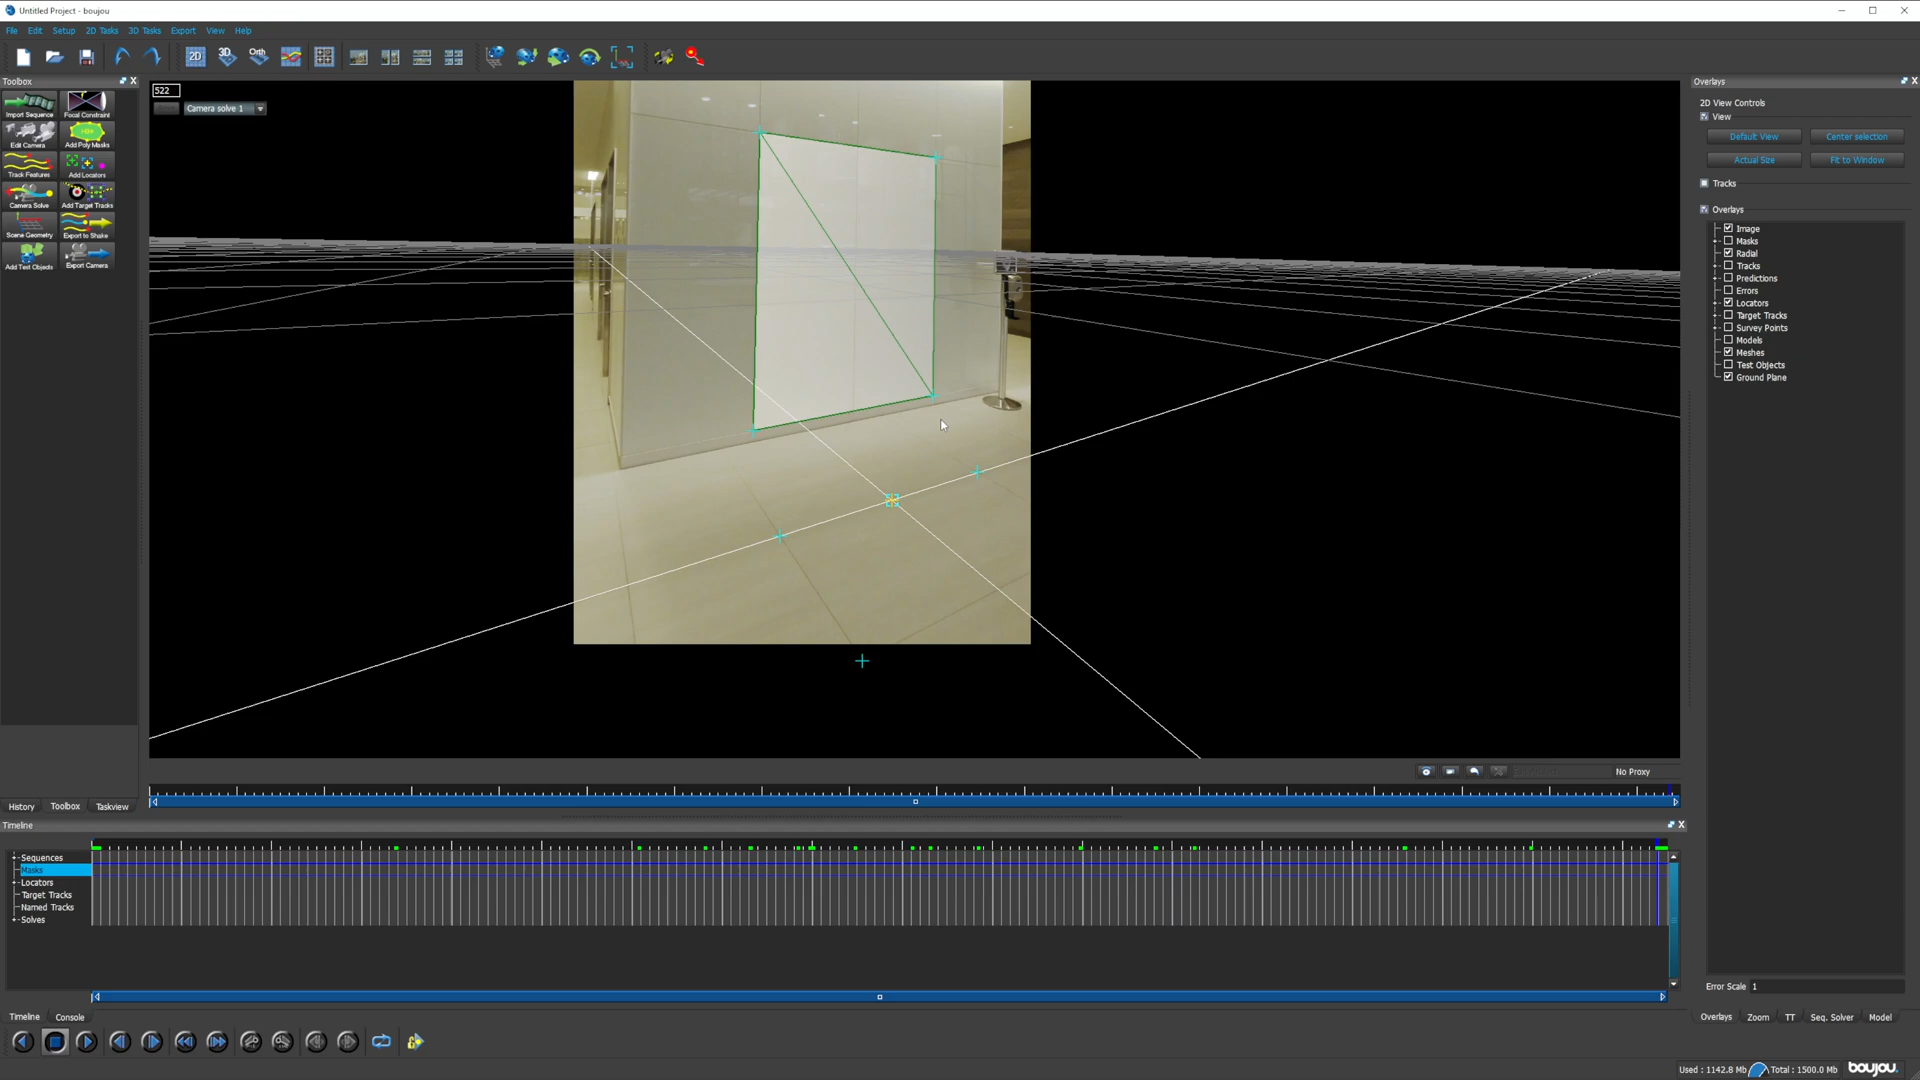 Untitled Project - boujou
File Edit Setup 2D Tasks 3D Tasks Export View Help
2D 3D Orth
Toolbox
Import Sequence Focal Constraint
Edit Camera Add Poly Masks
Track Features Add Locators
Camera Solve Add Target Tracks
Scene Geometry Export to Shake
Add Test Objects Export Camera
522
Camera solve 1
Overlays
2D View Controls
View
Default View Center selection
Actual Size Fit to Window
Tracks
Overlays
Image
Masks
Radial
Tracks
Predictions
Errors
Locators
Target Tracks
Survey Points
Models
Meshes
Test Objects
Ground Plane
Error Scale 1
Overlays Zoom TT Seq. Solver Model
No Proxy
History Toolbox Taskview
Timeline
Sequences
Masks
Locators
Target Tracks
Named Tracks
Solves
Timeline Console
Used : 1142.8 Mb Total : 1500.0 Mb boujou.